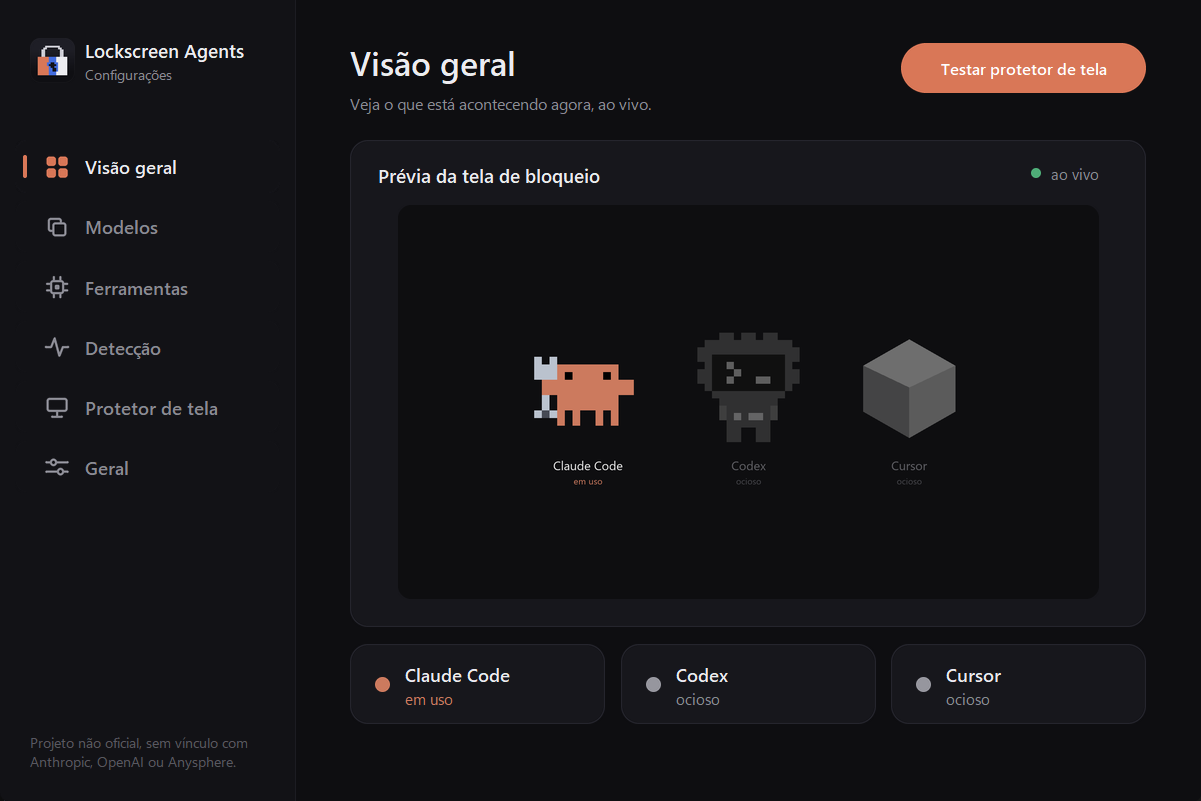 Lockscreen Agents
Configurações
Visão geral
Modelos
Ferramentas
Detecção
Protetor de tela
Geral
Projeto não oficial, sem vínculo com
Anthropic, OpenAI ou Anysphere.
Visão geral
Veja o que está acontecendo agora, ao vivo.
Testar protetor de tela
Prévia da tela de bloqueio
ao vivo
Claude Code
em uso
Codex
ocioso
Cursor
ocioso
Claude Code
em uso
Codex
ocioso
Cursor
ocioso